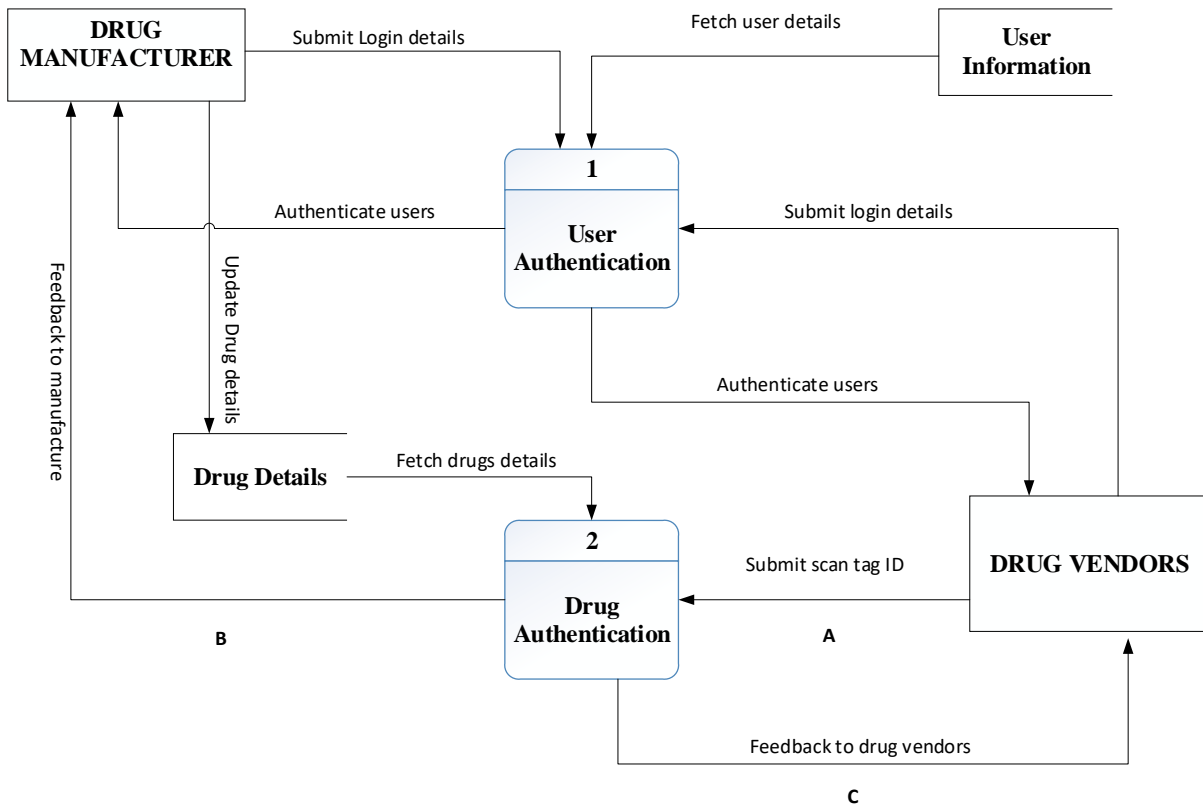 DRUG
MANUFACTURER
Submit Login details
Fetch user details
User
Information
1
User
Authentication
Authenticate users
Submit login details
Feedback to manufacture
Update Drug details
Authenticate users
Drug Details
Fetch drugs details
2
Drug
Authentication
Submit scan tag ID
DRUG VENDORS
B
A
Feedback to drug vendors
C